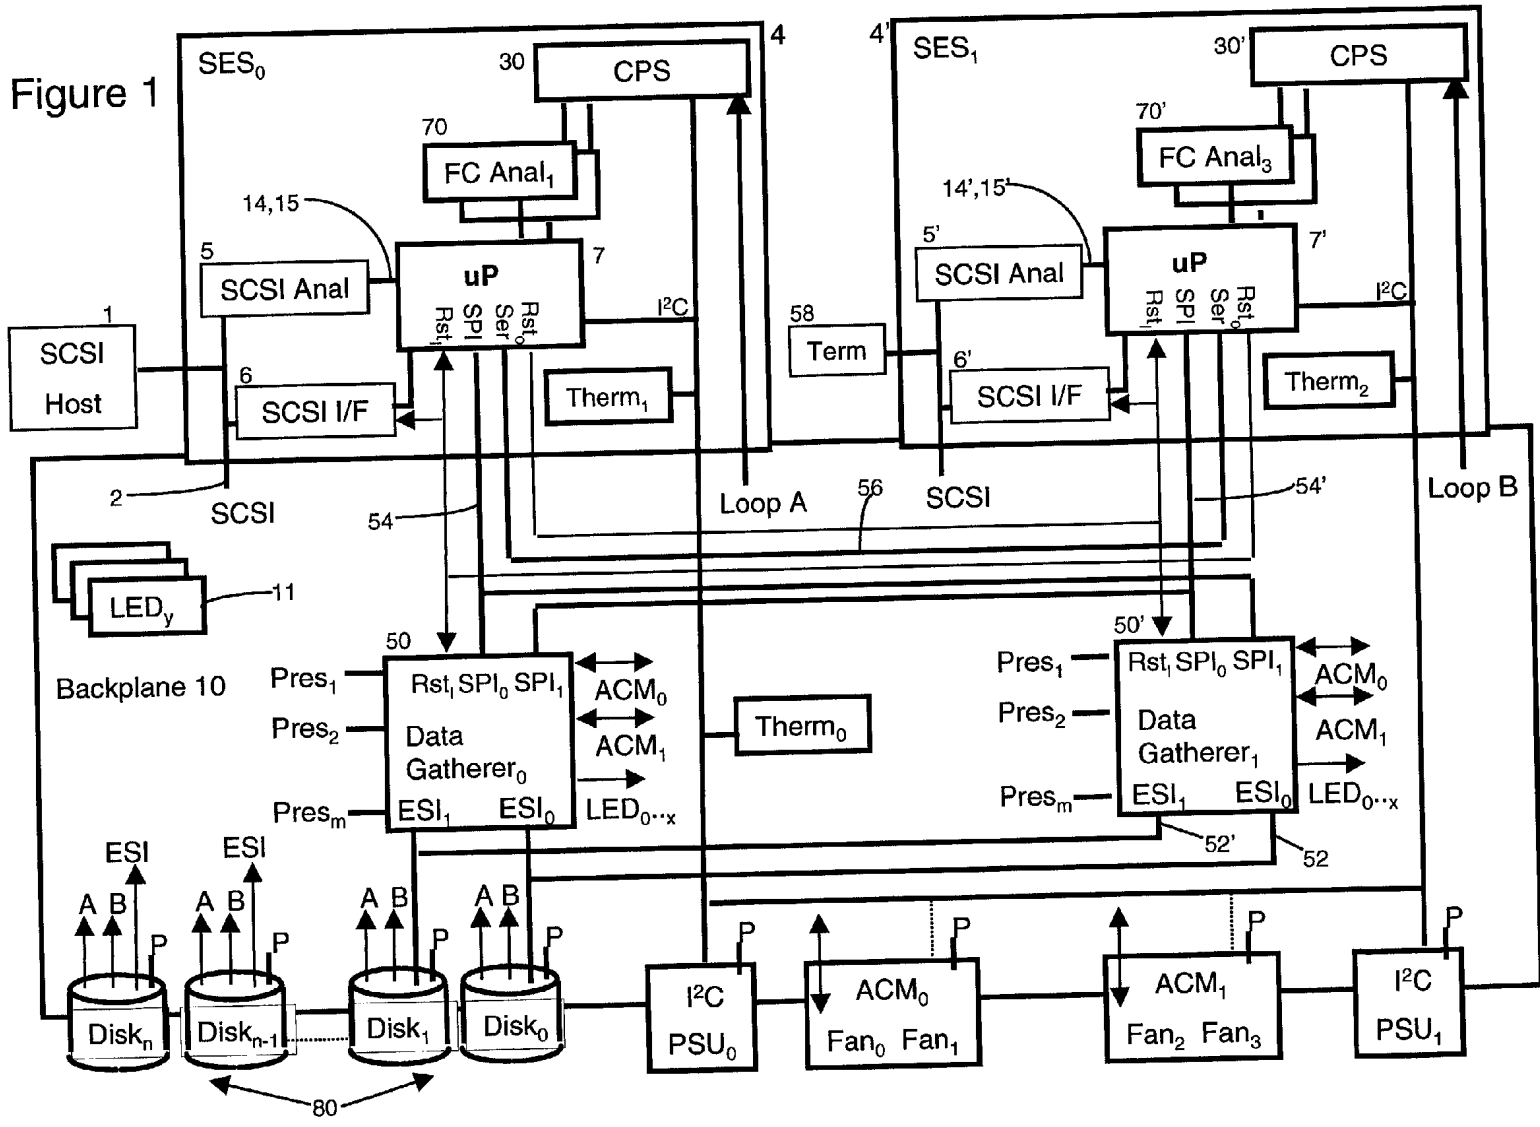 Figure 1
SES0
4
30
CPS
70
FC Anal1
14,15
5
SCSI Anal
uP
7
RstI
SPI
Ser
Rsto
I2C
1
SCSI
Host
6
SCSI I/F
Therm1
2
SCSI
54
Loop A
4'
SES1
30'
CPS
70'
FC Anal3
14',15'
5'
SCSI Anal
uP
7'
RstI
SPI
Ser
Rsto
I2C
58
Term
6'
SCSI I/F
Therm2
56
SCSI
54'
Loop B
LEDy
11
Backplane 10
50
Pres1
Pres2
Presm
RstI SPI0 SPI1
Data
Gatherer0
ESI1
ESI0
ACM0
ACM1
LED0..x
Therm0
50'
Pres1
Pres2
Presm
RstI SPI0 SPI1
Data
Gatherer1
ESI1
ESI0
ACM0
ACM1
LED0..x
52'
52
ESI
A B
P
Diskn
ESI
A B
P
Diskn-1
A B
P
Disk1
A B
P
Disk0
80
P
I2C
PSU0
P
ACM0
Fan0 Fan1
P
ACM1
Fan2 Fan3
P
I2C
PSU1